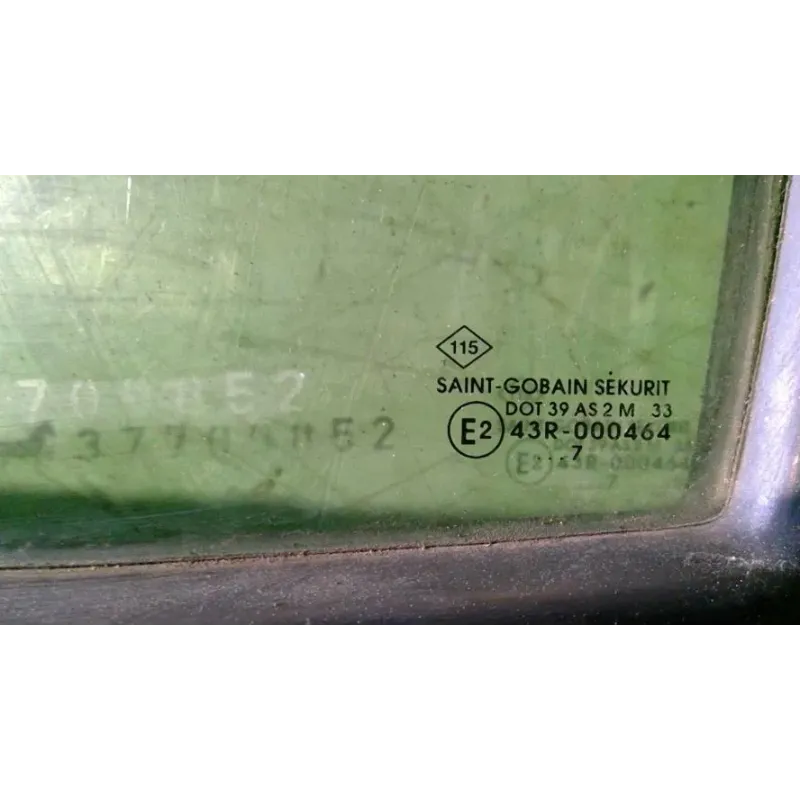 115
SAINT-GOBAIN SEKURIT
DOT 39 AS 2 M 33
E2 43R-000464
...7